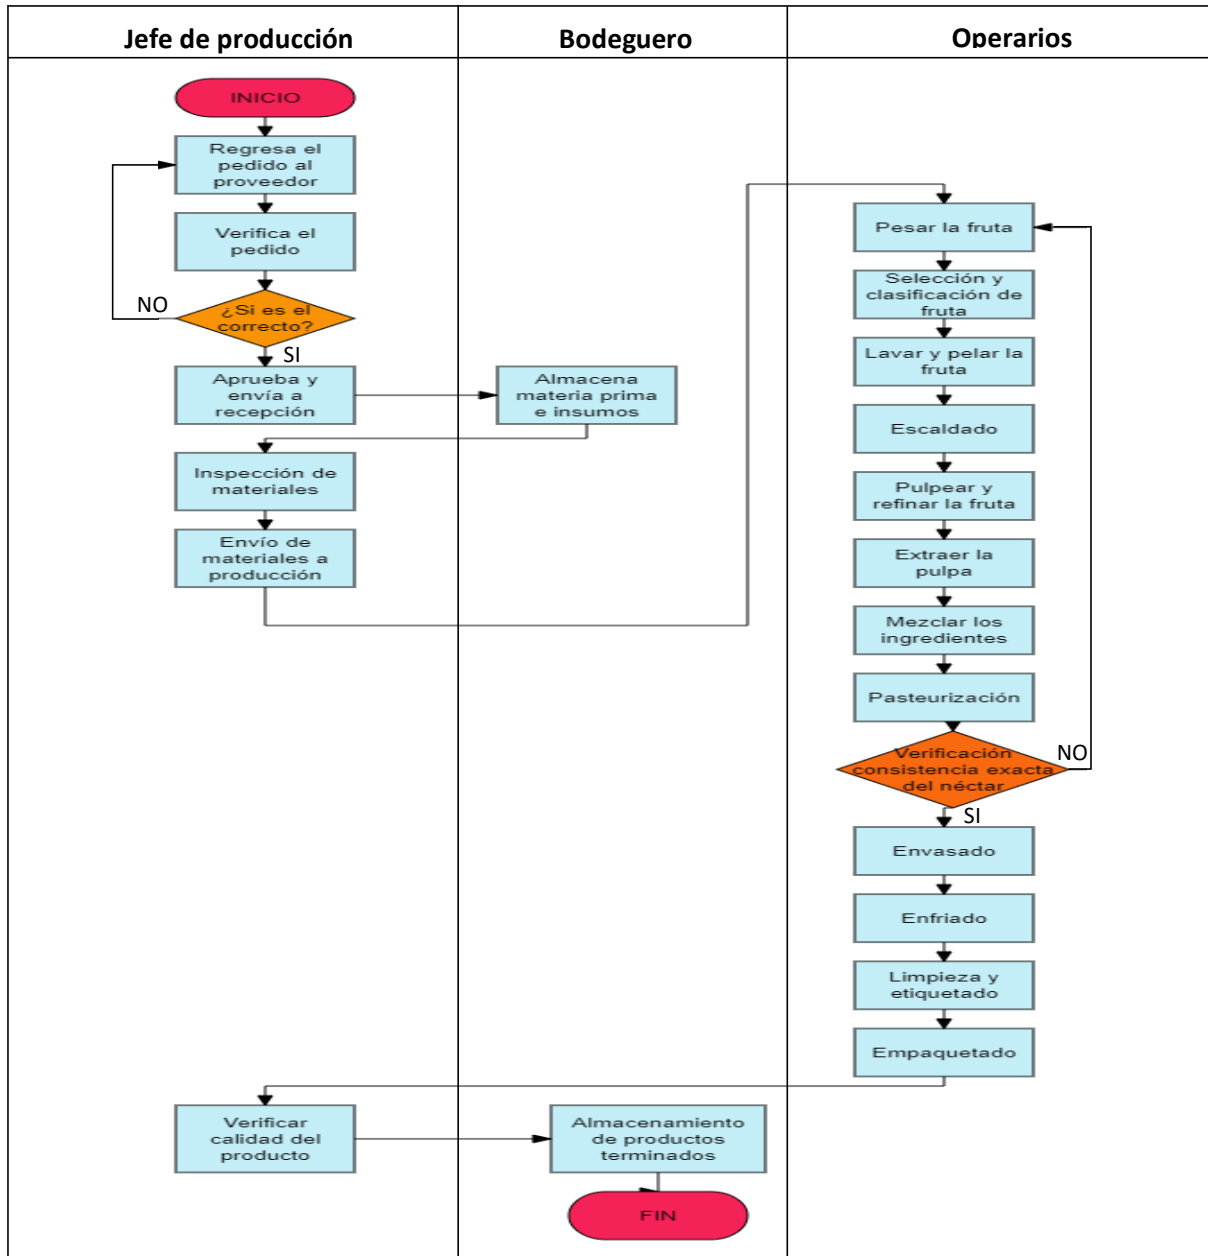 Jefe de producción
Bodeguero
Operarios
INICIO
Regresa el
pedido al
proveedor
Verifica el
pedido
¿Si es el
correcto?
NO
SI
Aprueba y
envía a
recepción
Almacena
materia prima
e insumos
Inspección de
materiales
Envío de
materiales a
producción
Pesar la fruta
Selección y
clasificación de
fruta
Lavar y pelar la
fruta
Escaldado
Pulpear y
refinar la fruta
Extraer la
pulpa
Mezclar los
ingredientes
Pasteurización
Verificación
consistencia exacta
del néctar
NO
SI
Envasado
Enfriado
Limpieza y
etiquetado
Empaquetado
Verificar
calidad del
producto
Almacenamiento
de productos
terminados
FIN